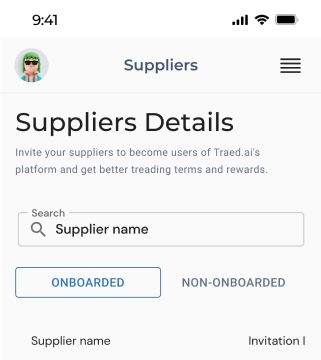 9:41
Suppliers
Suppliers Details
Invite your suppliers to become users of Traed.ai's
platform and get better treading terms and rewards.
Search
Supplier name
ONBOARDED NON-ONBOARDED
Supplier name Invitation